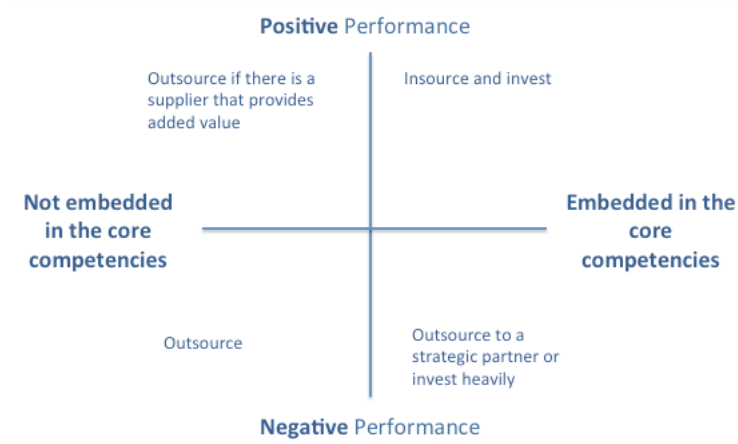 Positive Performance
Outsource if there is a
supplier that provides
added value
Insource and invest
Not embedded
in the core
competencies
Embedded in the
core
competencies
Outsource
Outsource to a
strategic partner or
invest heavily
Negative Performance